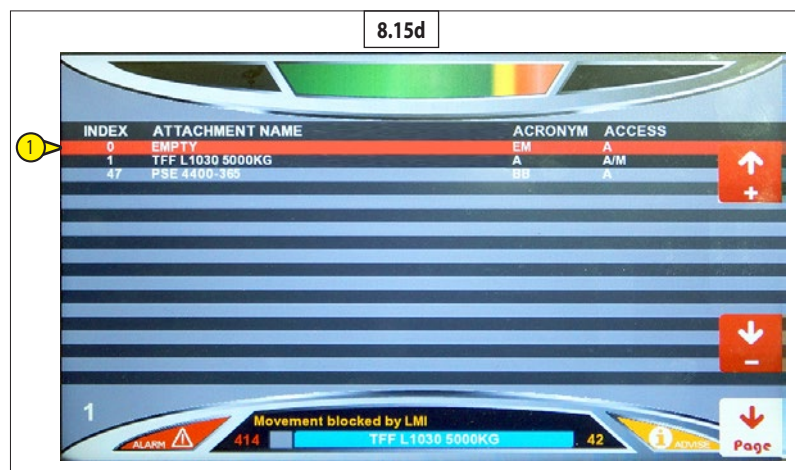 8.15d
INDEX ATTACHMENT NAME ACRONYM ACCESS
1
0 EMPTY EM A
1 TFF L1030 5000KG A A/M
47 PSE 4400-365 BB A
+
−
1
Movement blocked by LMI
ALARM 414 TFF L1030 5000KG 42 i ADVISE
Page